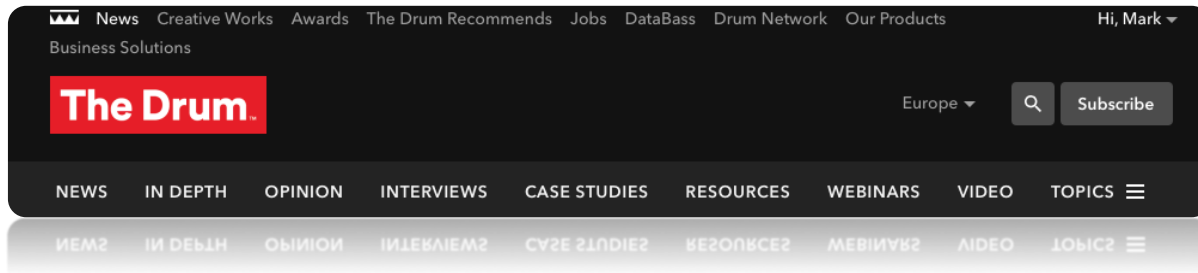 News Creative Works Awards The Drum Recommends Jobs DataBass Drum Network Our Products Hi, Mark
Business Solutions
The Drum™
Europe Subscribe
NEWS IN DEPTH OPINION INTERVIEWS CASE STUDIES RESOURCES WEBINARS VIDEO TOPICS